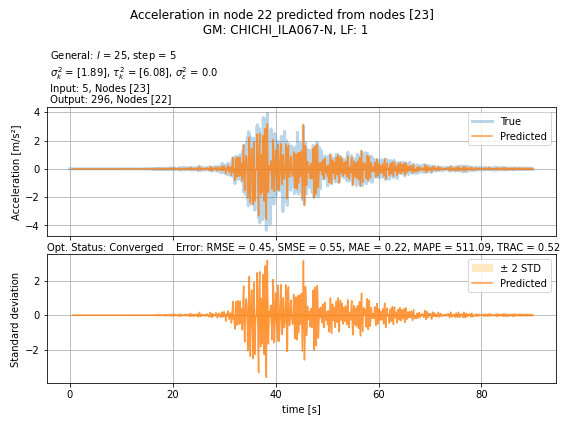 Acceleration in node 22 predicted from nodes [23]
GM: CHICHI_ILA067-N, LF: 1
General: l = 25, step = 5
σ²ₖ = [1.89], τ²ₖ = [6.08], σ²ε = 0.0
Input: 5, Nodes [23]
Output: 296, Nodes [22]
Acceleration [m/s²]
4
2
0
−2
−4
True
Predicted
Opt. Status: Converged Error: RMSE = 0.45, SMSE = 0.55, MAE = 0.22, MAPE = 511.09, TRAC = 0.52
Standard deviation
2
0
−2
± 2 STD
Predicted
0 20 40 60 80
time [s]